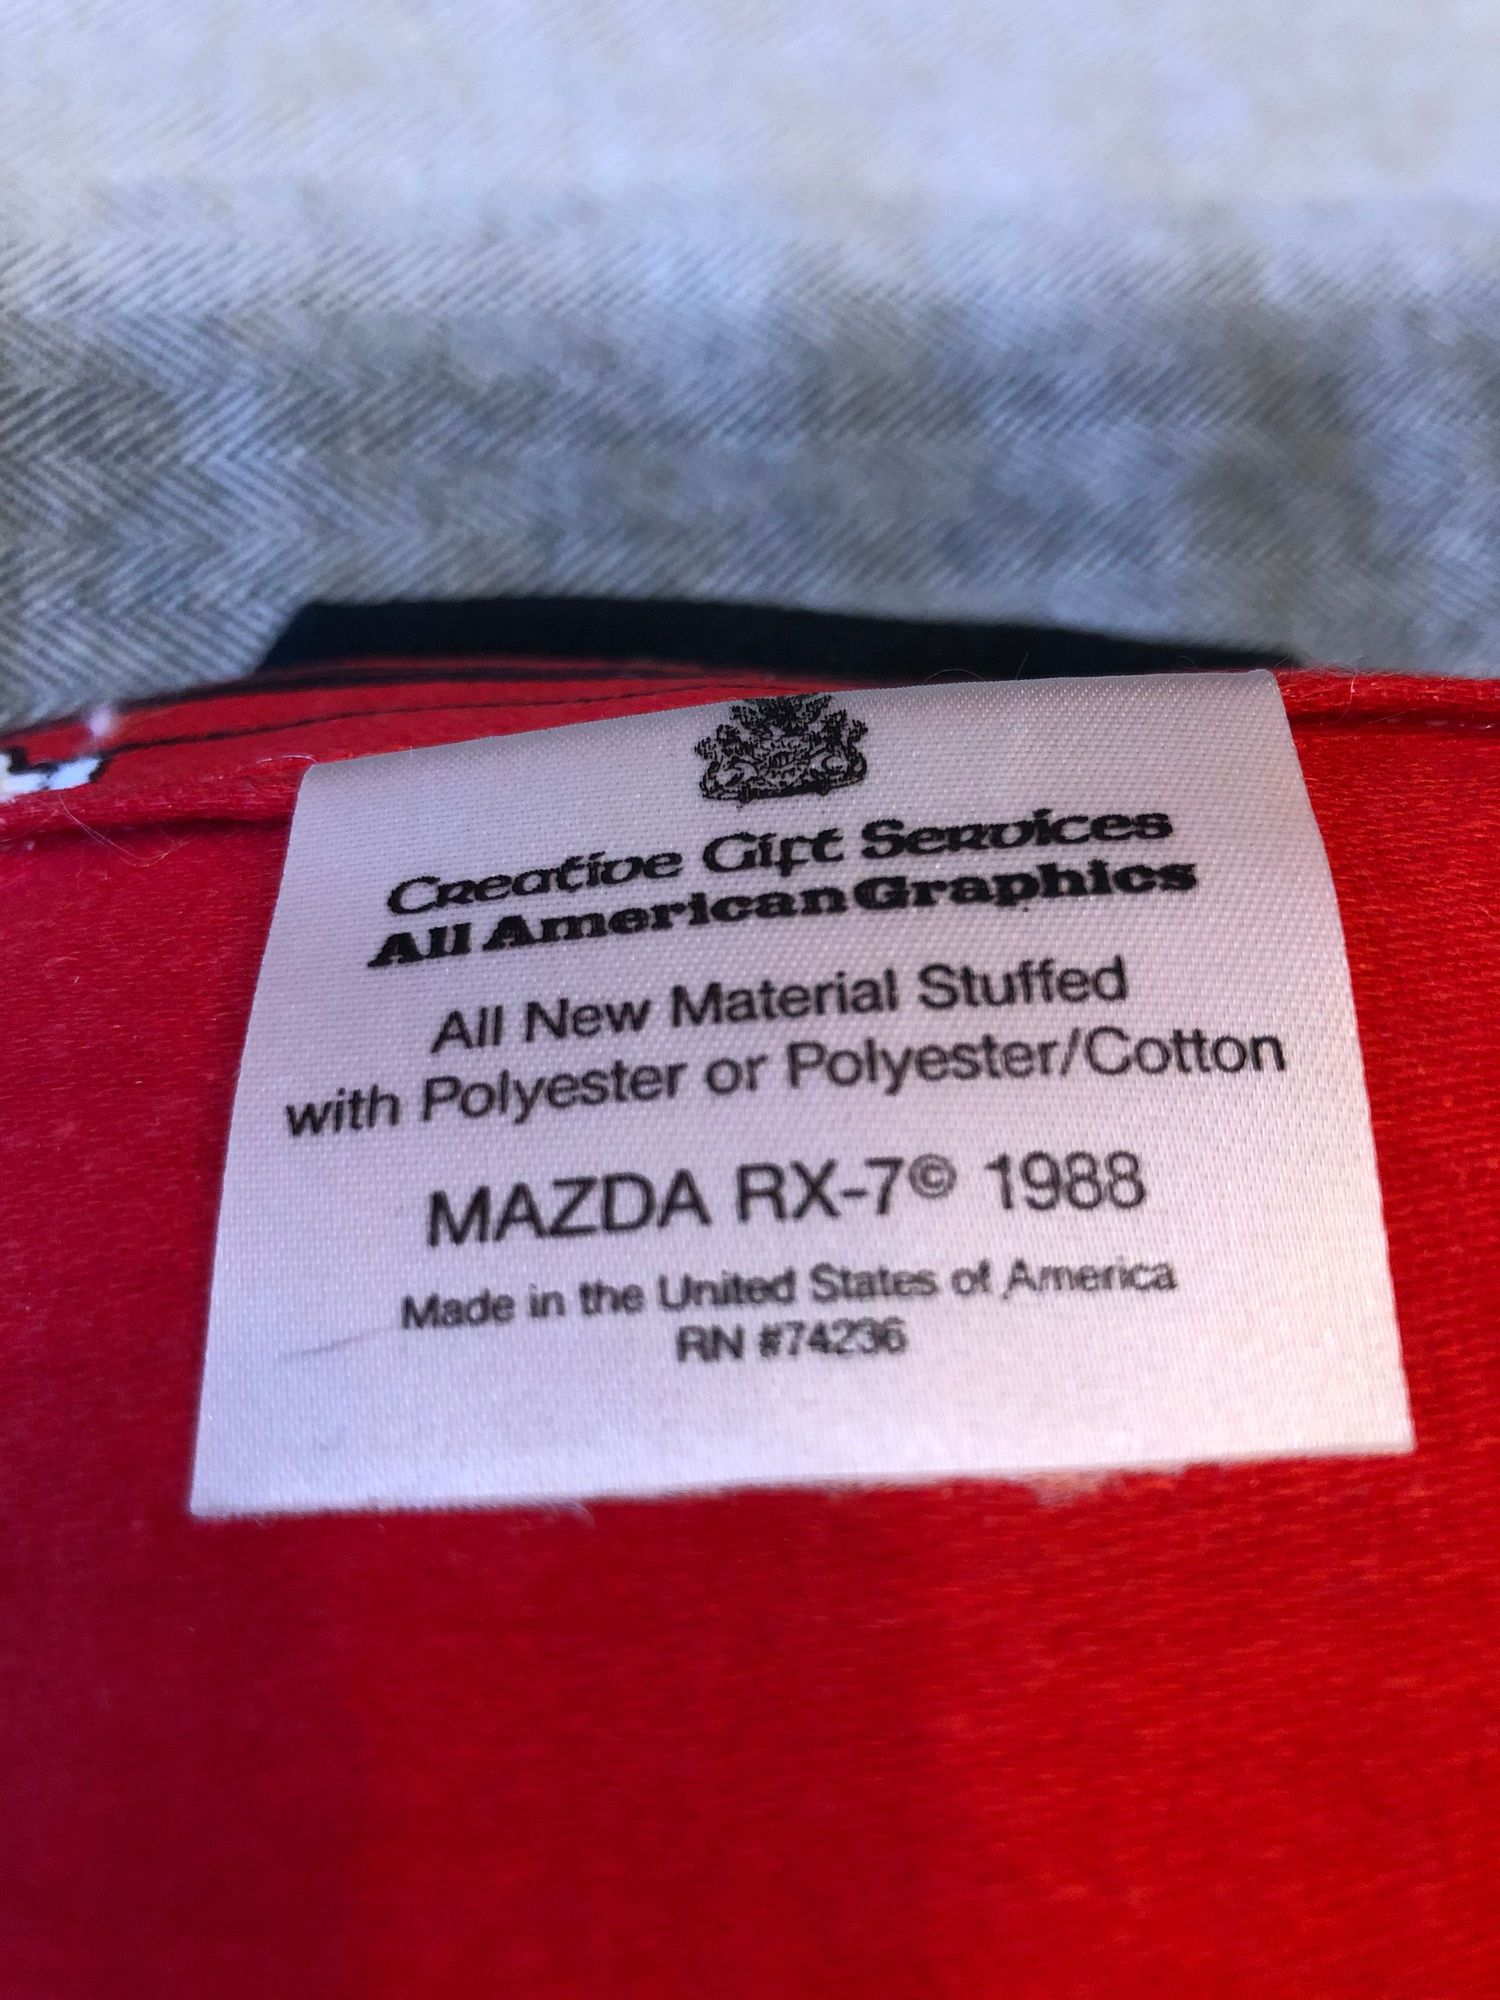 Creative Gift Services
All American Graphics
All New Material Stuffed
with Polyester or Polyester/Cotton
MAZDA RX-7© 1988
Made in the United States of America
RN #74236